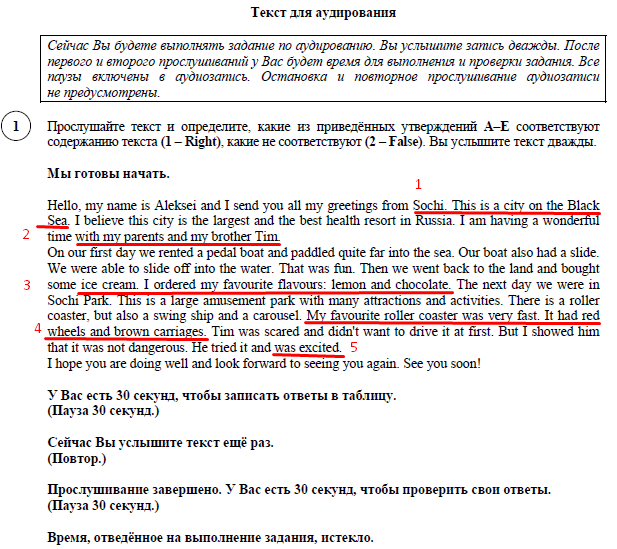 Текст для аудирования
Сейчас Вы будете выполнять задание по аудированию. Вы услышите запись дважды. После
первого и второго прослушиваний у Вас будет время для выполнения и проверки задания. Все
паузы включены в аудиозапись. Остановка и повторное прослушивание аудиозаписи
не предусмотрены.
1 Прослушайте текст и определите, какие из приведённых утверждений A–E соответствуют
содержанию текста (1 – Right), какие не соответствуют (2 – False). Вы услышите текст дважды.
Мы готовы начать.
1
Hello, my name is Aleksei and I send you all my greetings from Sochi. This is a city on the Black
Sea. I believe this city is the largest and the best health resort in Russia. I am having a wonderful
2 time with my parents and my brother Tim.
On our first day we rented a pedal boat and paddled quite far into the sea. Our boat also had a slide.
We were able to slide off into the water. That was fun. Then we went back to the land and bought
3 some ice cream. I ordered my favourite flavours: lemon and chocolate. The next day we were in
Sochi Park. This is a large amusement park with many attractions and activities. There is a roller
coaster, but also a swing ship and a carousel. My favourite roller coaster was very fast. It had red
4 wheels and brown carriages. Tim was scared and didn't want to drive it at first. But I showed him
that it was not dangerous. He tried it and was excited. 5
I hope you are doing well and look forward to seeing you again. See you soon!
У Вас есть 30 секунд, чтобы записать ответы в таблицу.
(Пауза 30 секунд.)
Сейчас Вы услышите текст ещё раз.
(Повтор.)
Прослушивание завершено. У Вас есть 30 секунд, чтобы проверить свои ответы.
(Пауза 30 секунд.)
Время, отведённое на выполнение задания, истекло.